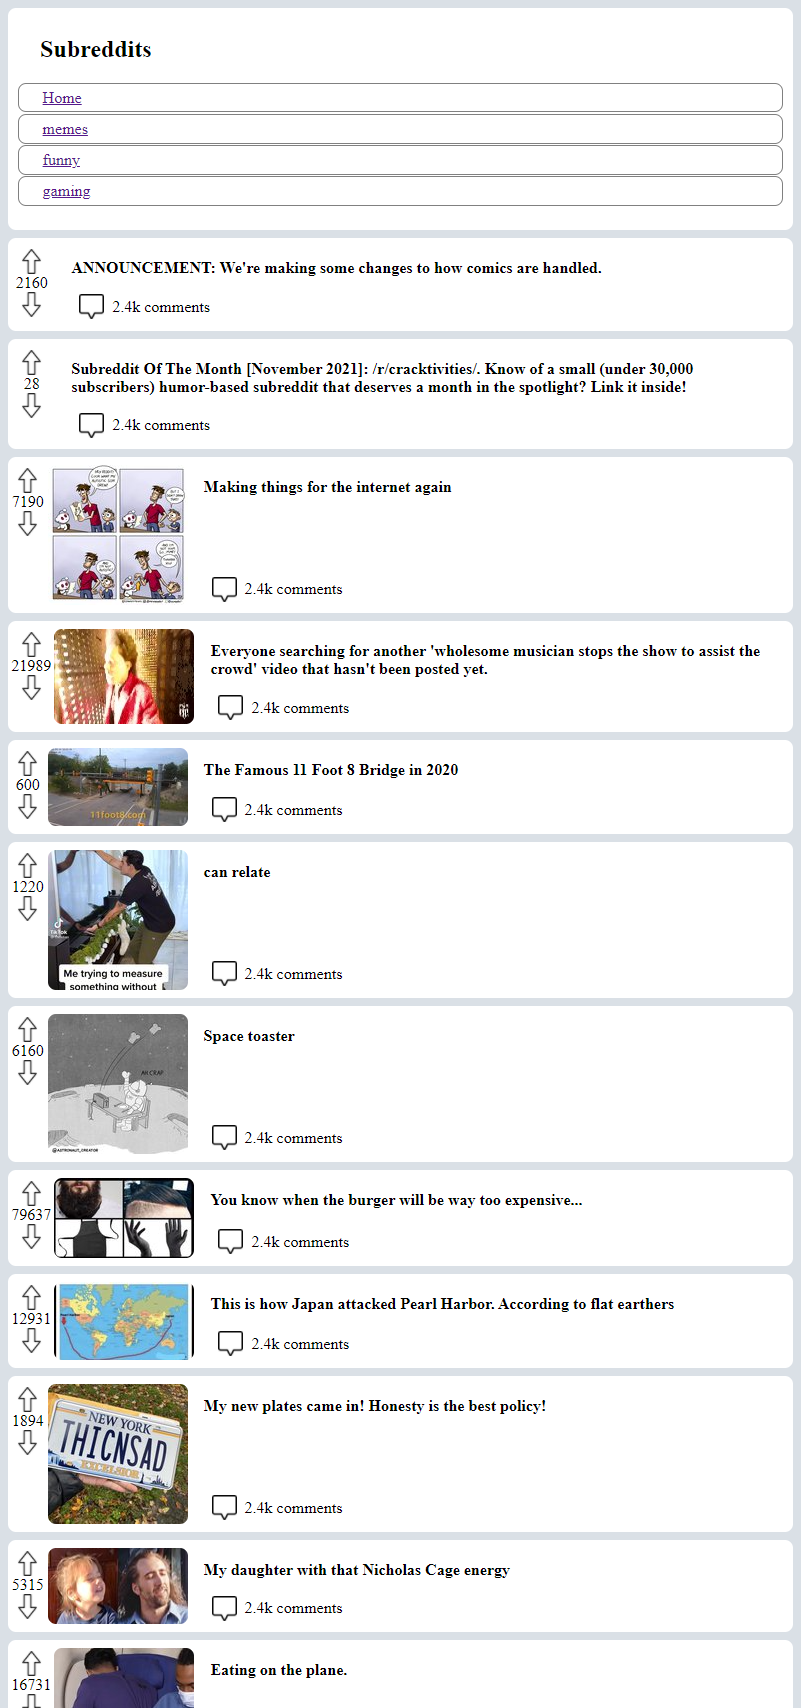 Subreddits
Home
memes
funny
gaming
2160
ANNOUNCEMENT: We're making some changes to how comics are handled.
2.4k comments
28
Subreddit Of The Month [November 2021]: /r/cracktivities/. Know of a small (under 30,000
subscribers) humor-based subreddit that deserves a month in the spotlight? Link it inside!
2.4k comments
7190
Making things for the internet again
2.4k comments
21989
Everyone searching for another 'wholesome musician stops the show to assist the
crowd' video that hasn't been posted yet.
2.4k comments
600
11foot8.com
The Famous 11 Foot 8 Bridge in 2020
2.4k comments
1220
can relate
TikTok
Me trying to measure
something without
2.4k comments
6160
Space toaster
AH, CRAP
@ASTRONAUT_CREATOR
2.4k comments
79637
You know when the burger will be way too expensive...
2.4k comments
12931
This is how Japan attacked Pearl Harbor. According to flat earthers
2.4k comments
1894
My new plates came in! Honesty is the best policy!
NEW YORK
THICNSAD
EXCELSIOR
2.4k comments
5315
My daughter with that Nicholas Cage energy
2.4k comments
16731
Eating on the plane.